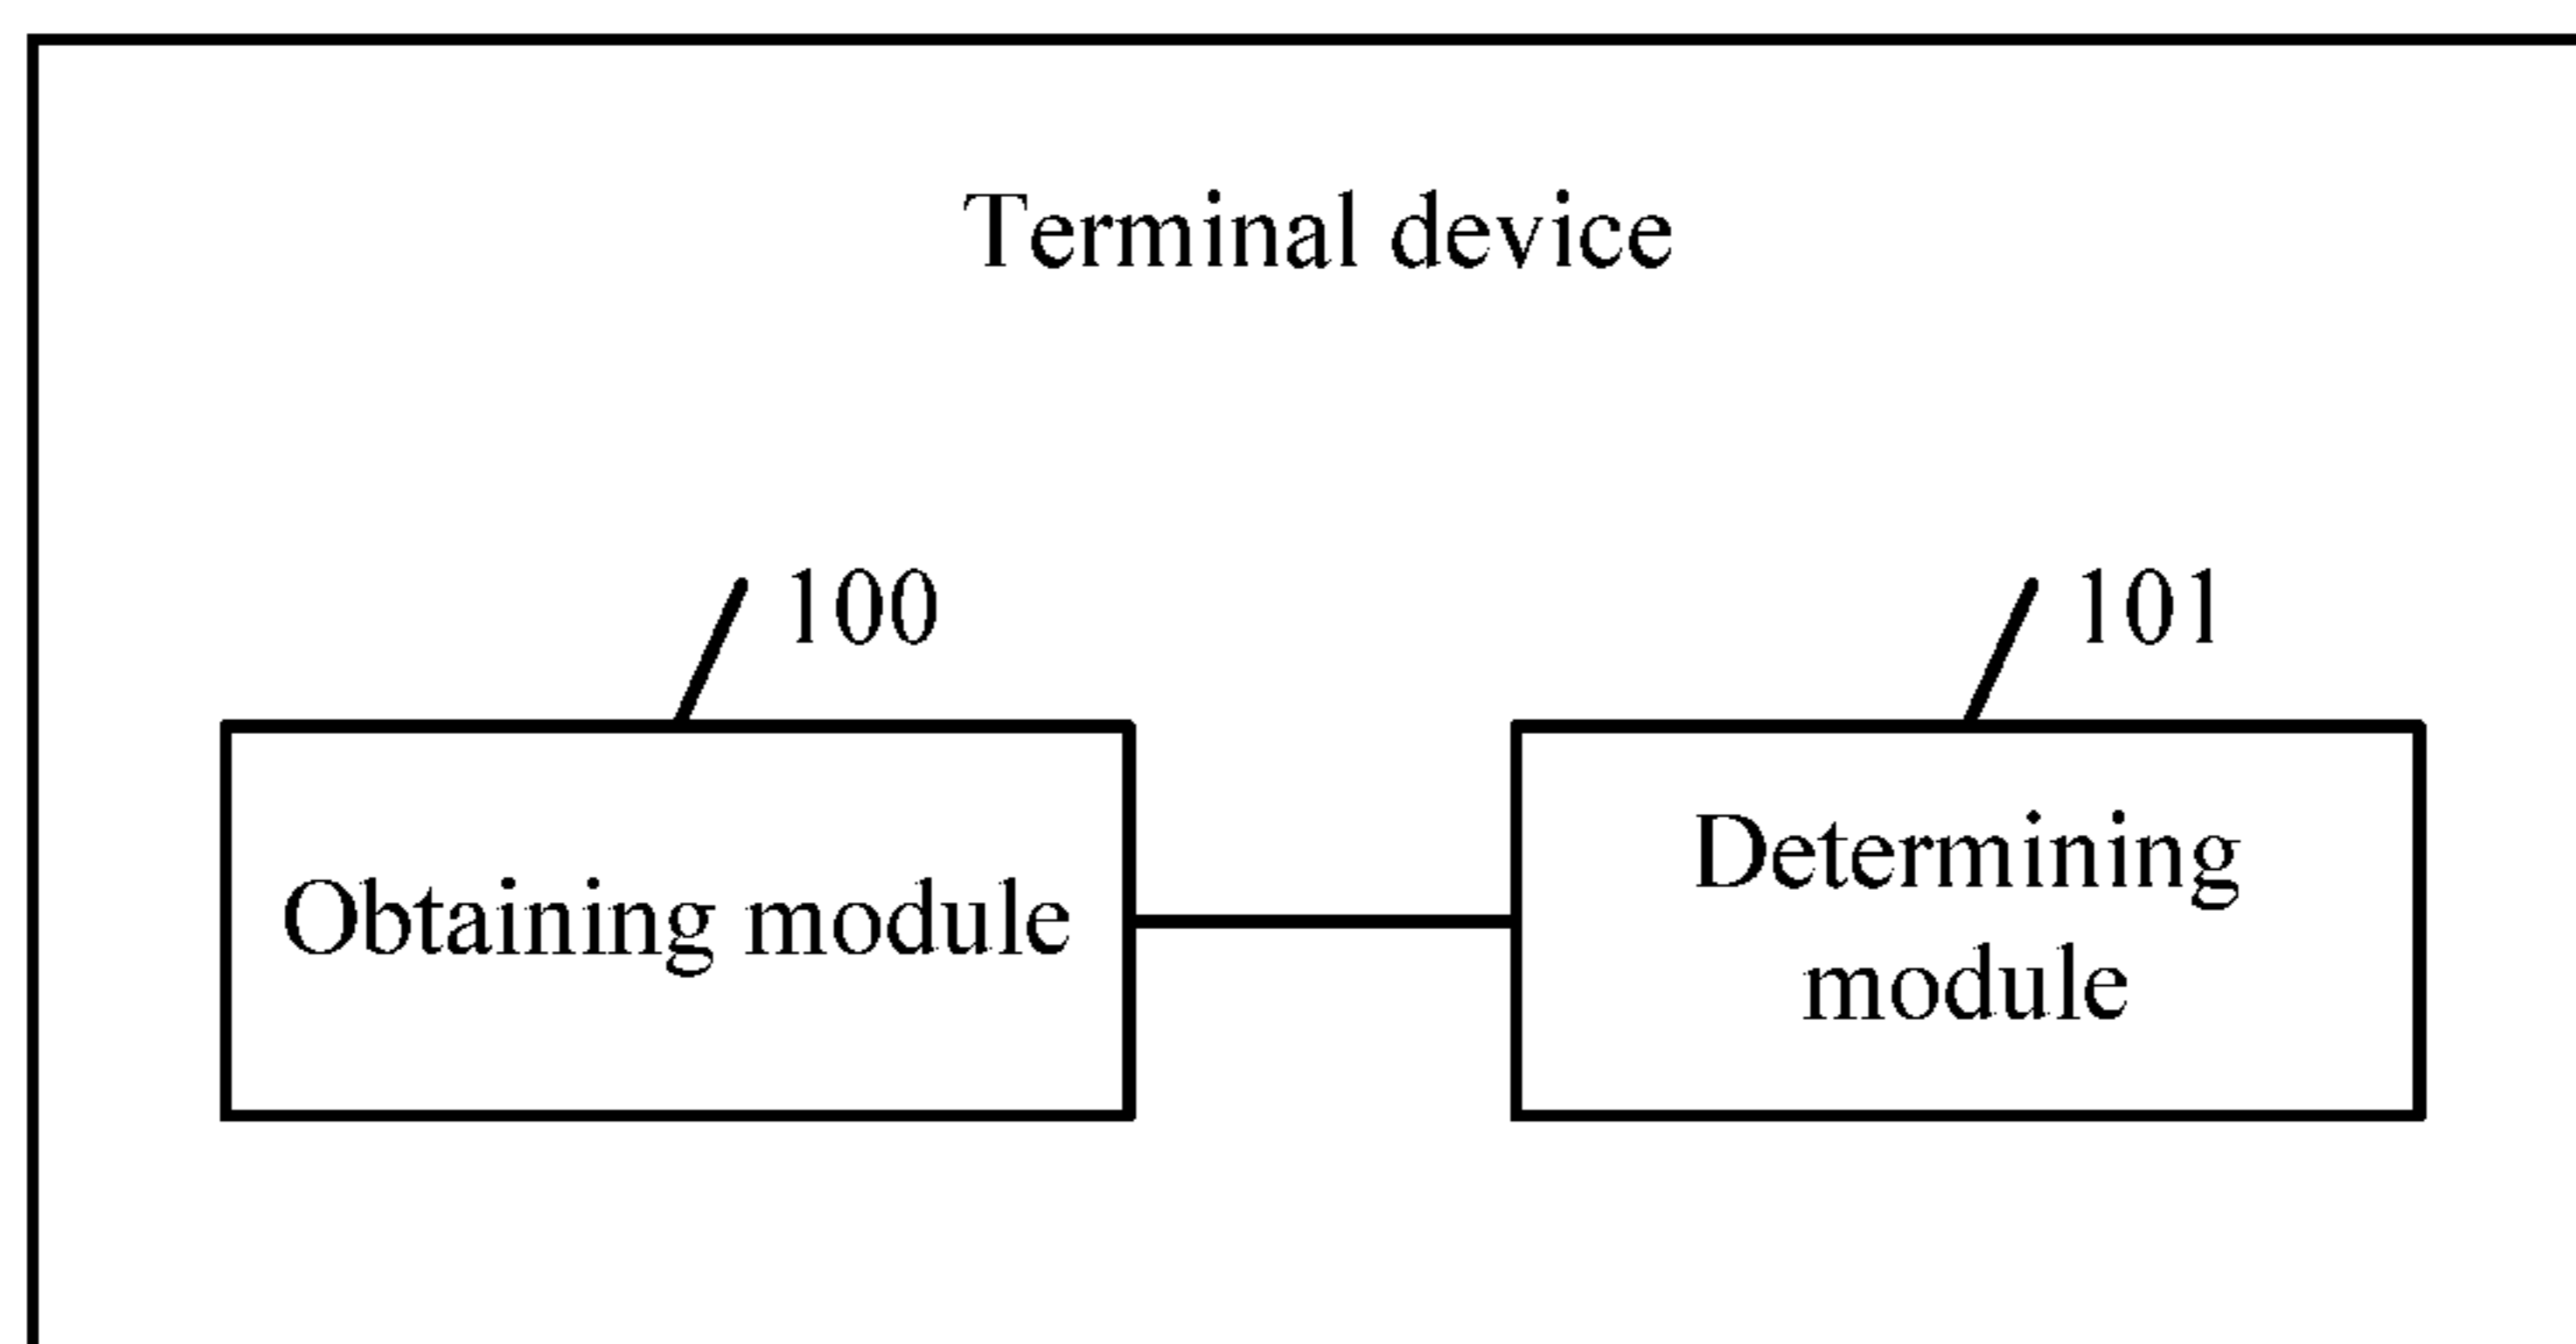 Terminal device
100
101
Obtaining module
Determining
module